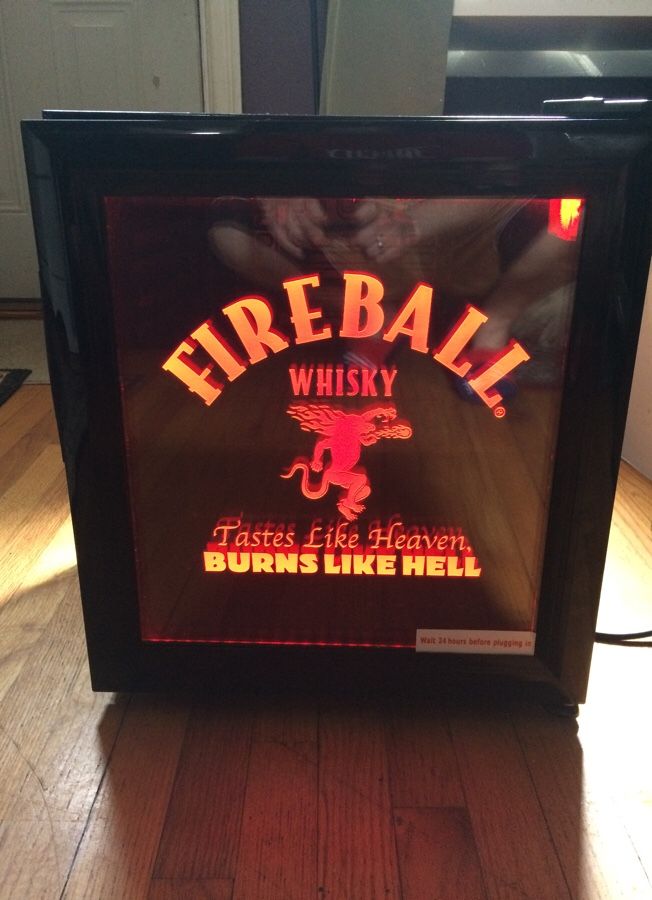 FIREBALL®
WHISKY
Tastes Like Heaven,
BURNS LIKE HELL
Wait 24 hours before plugging in